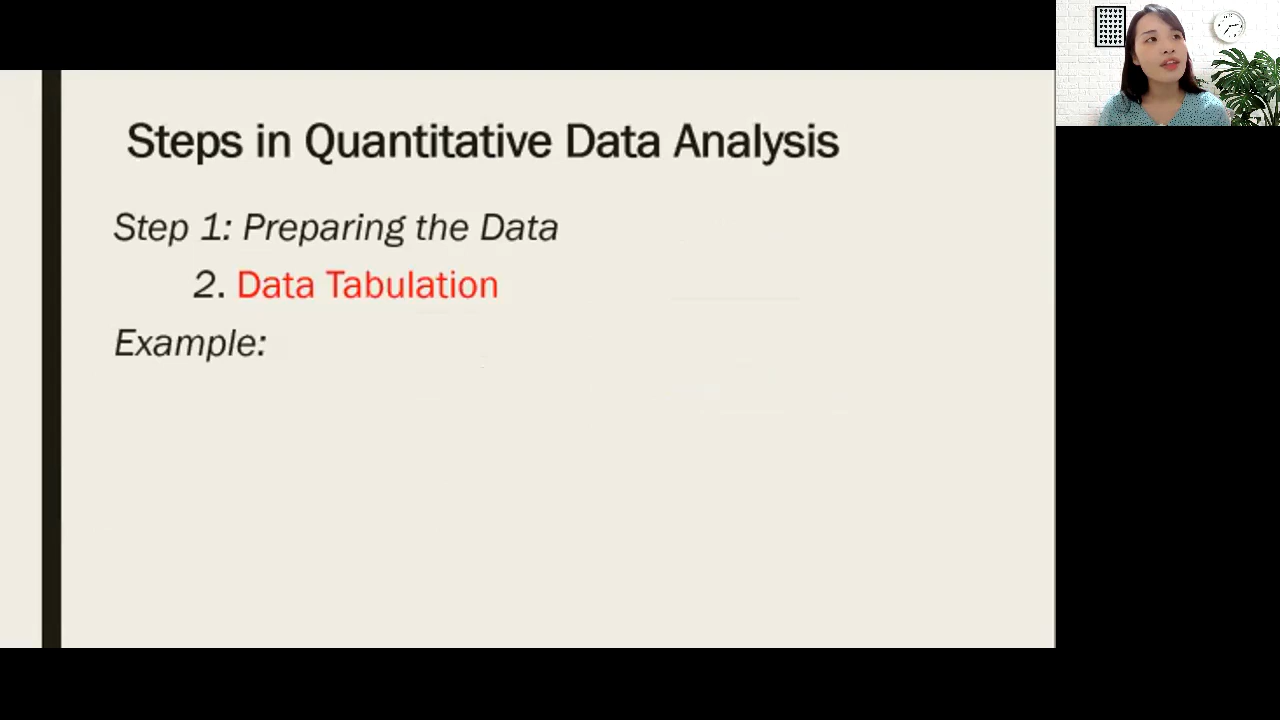 Steps in Quantitative Data Analysis
Step 1: Preparing the Data
2. Data Tabulation
Example: